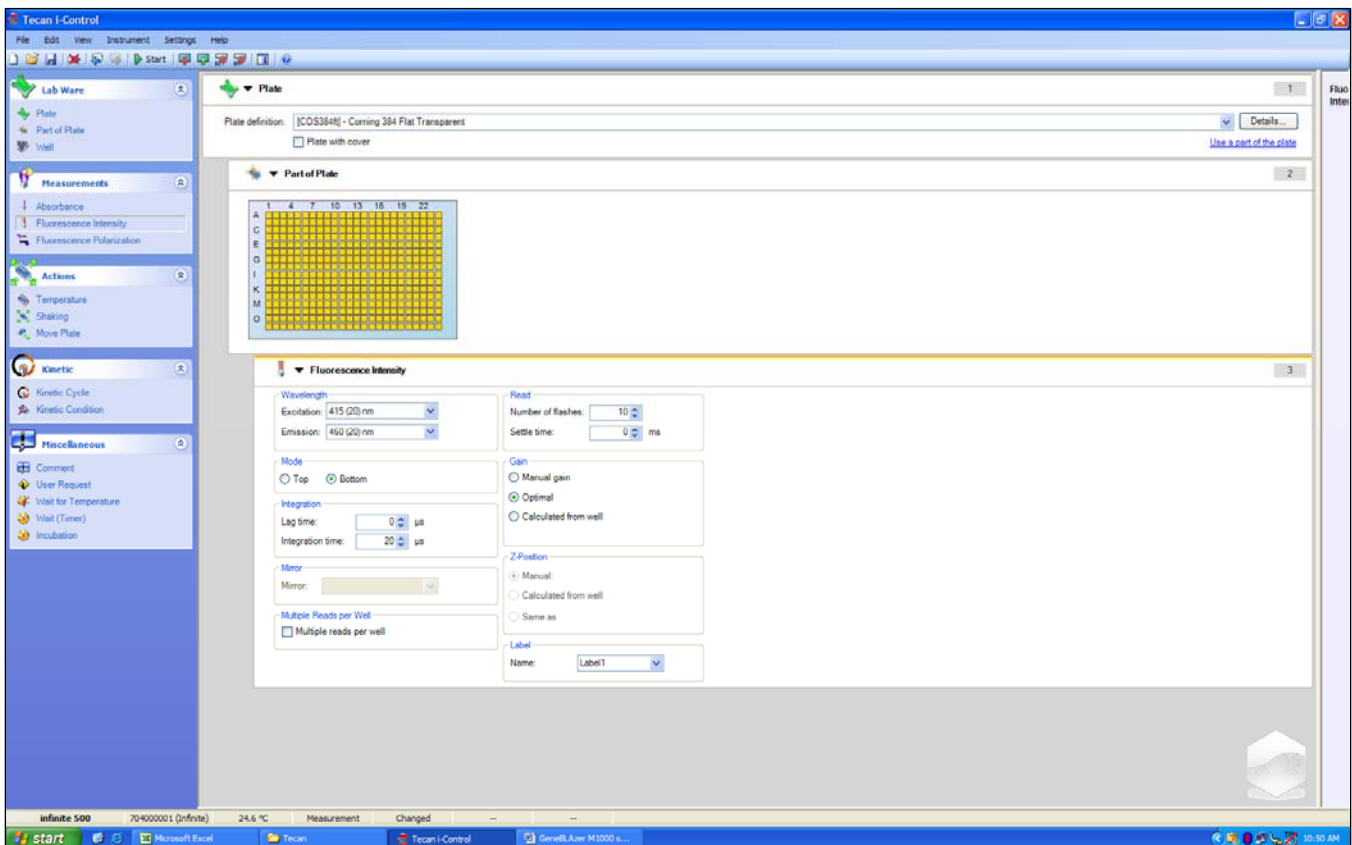 Tecan i-Control
File Edit View Instrument Settings Help
Start
Lab Ware
Plate
Part of Plate
Well
Measurements
Absorbance
Fluorescence Intensity
Fluorescence Polarization
Actions
Temperature
Shaking
Move Plate
Kinetic
Kinetic Cycle
Kinetic Condition
Miscellaneous
Comment
User Request
Wait for Temperature
Wait (Timer)
Incubation
Plate 1
Plate definition: [COS384ft] - Corning 384 Flat Transparent Details...
Plate with cover Use a part of the plate
Part of Plate 2
1 4 7 10 13 16 19 22
A
C
E
G
I
K
M
O
Fluorescence Intensity 3
Wavelength
Excitation: 415 (20) nm
Emission: 460 (20) nm
Mode
Top Bottom
Integration
Lag time: 0 µs
Integration time: 20 µs
Mirror
Mirror:
Multiple Reads per Well
Multiple reads per well
Read
Number of flashes: 10
Settle time: 0 ms
Gain
Manual gain
Optimal
Calculated from well
Z-Position
Manual:
Calculated from well
Same as
Label
Name: Label1
Fluo
Inter
infinite 500 704000001 (Infinite) 24.6 °C Measurement Changed -- --
start Microsoft Excel Tecan Tecan i-Control GeneBLAzer M1000 s... 10:50 AM